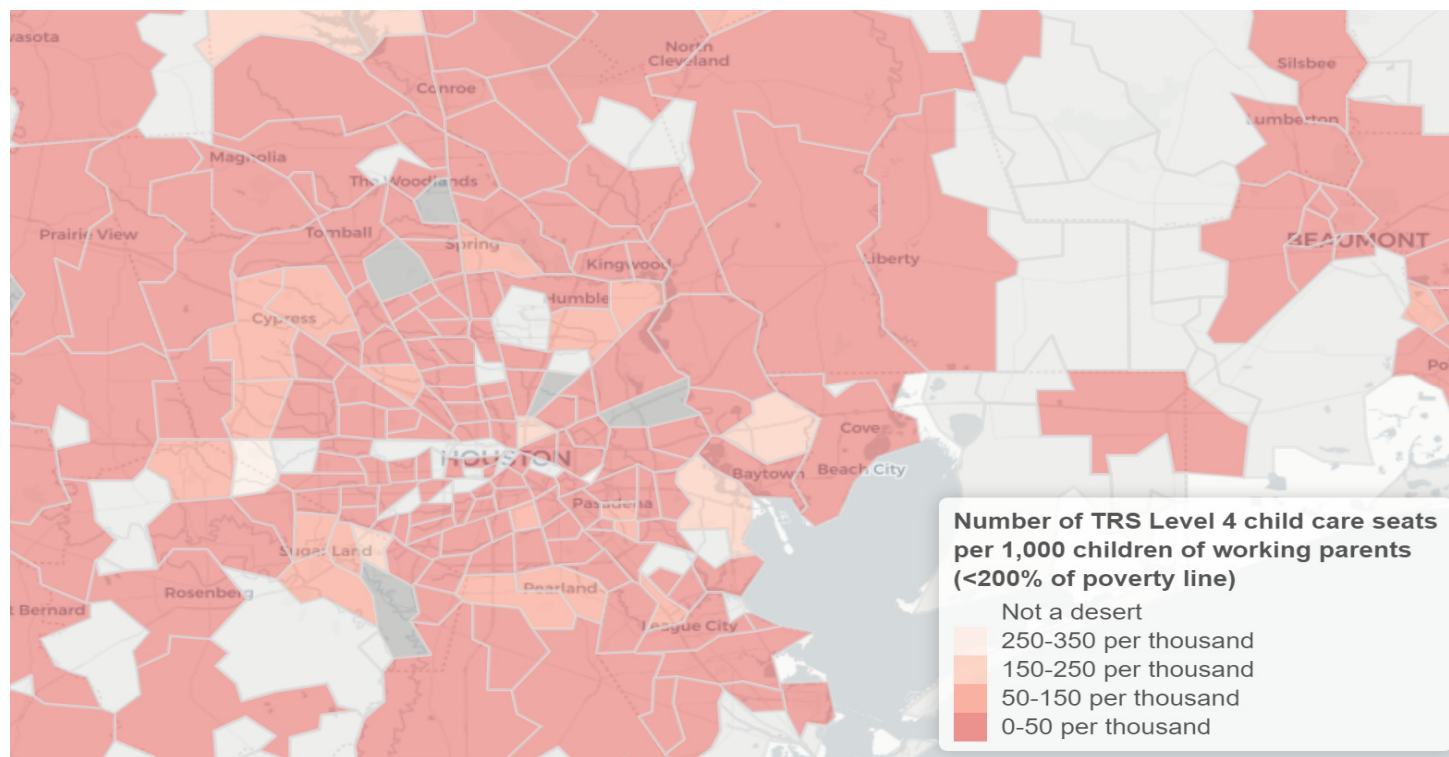 vasota
North
Cleveland
Silsbee
Conroe
Lumberton
Magnolia
The Woodlands
Prairie View
Tomball
Spring
BEAUMONT
Kingwood
Liberty
Humble
Cypress
Cove
HOUSTON
Baytown
Beach City
Pasadena
Sugar Land
Pearland
Rosenberg
t Bernard
League City
Po
Number of TRS Level 4 child care seats
per 1,000 children of working parents
(<200% of poverty line)
Not a desert
250-350 per thousand
150-250 per thousand
50-150 per thousand
0-50 per thousand